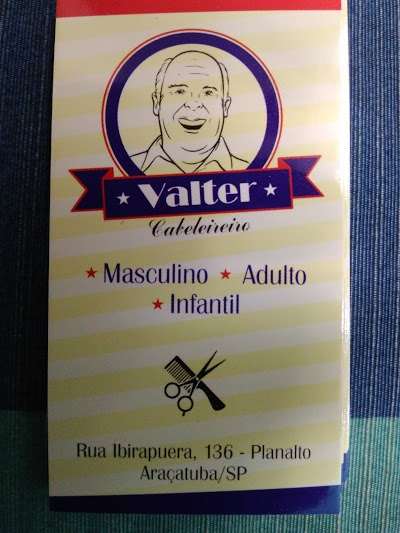 ★ Valter ★
Cabeleireiro
★ Masculino ★ Adulto
★ Infantil
Rua Ibirapuera, 136 - Planalto
Araçatuba/SP